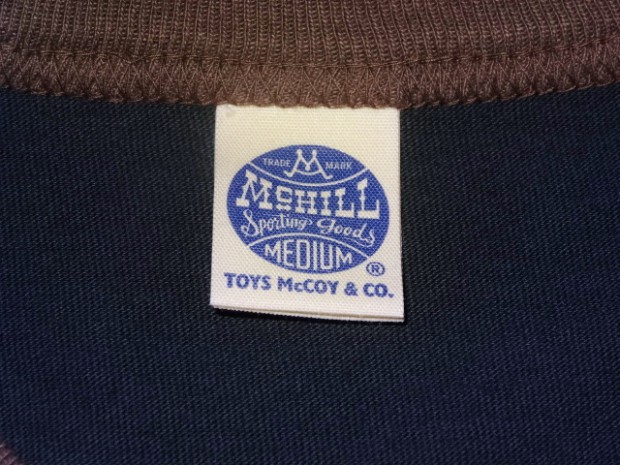 TRADE M MARK
McHILL
Sporting Goods
MEDIUM
®
TOYS McCOY & CO.